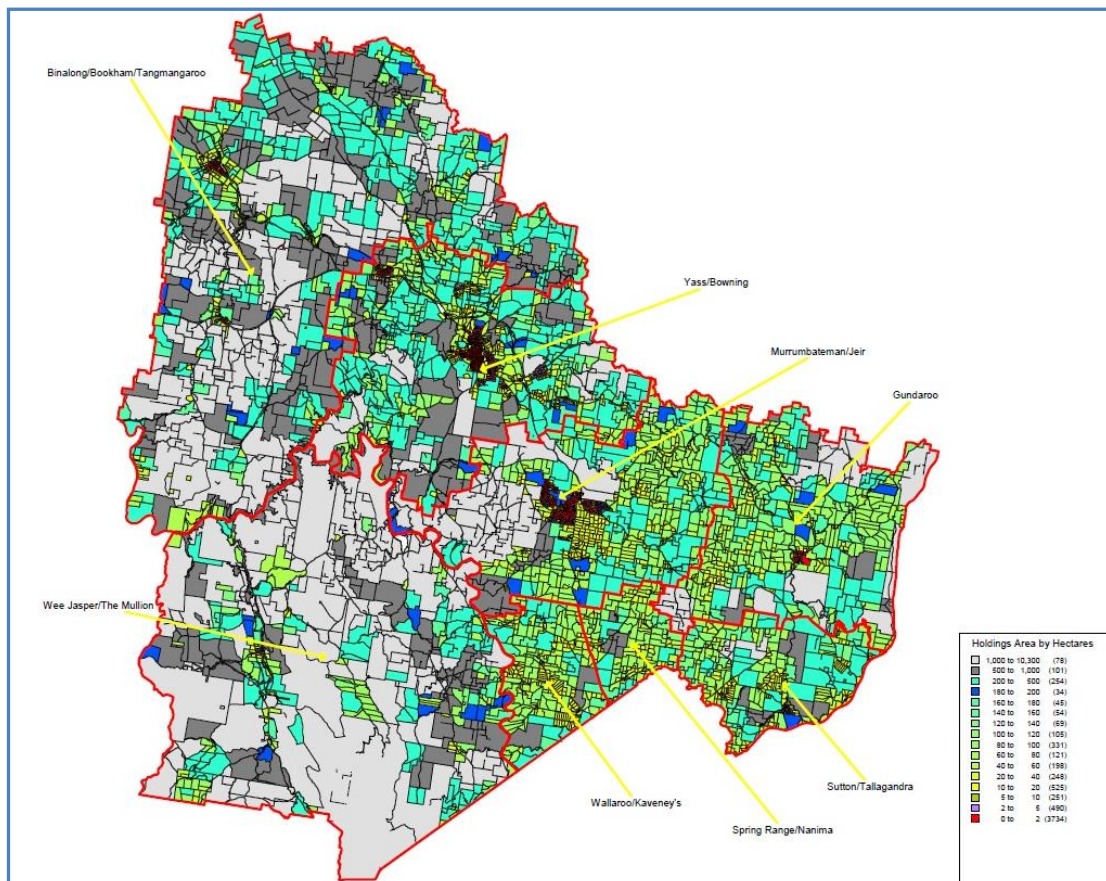 Binalong/Bookham/Tangmangaroo
Yass/Bowning
Murrumbateman/Jeir
Gundaroo
Wee Jasper/The Mullion
Wallaroo/Kaveney's
Spring Range/Nanima
Sutton/Tallagandra
Holdings Area by Hectares
1,000 to 10,300 (78)
500 to 1,000 (101)
200 to 500 (254)
180 to 200 (34)
160 to 180 (45)
140 to 160 (54)
120 to 140 (69)
100 to 120 (105)
80 to 100 (331)
60 to 80 (121)
40 to 60 (198)
20 to 40 (248)
10 to 20 (525)
5 to 10 (251)
2 to 5 (490)
0 to 2 (3734)